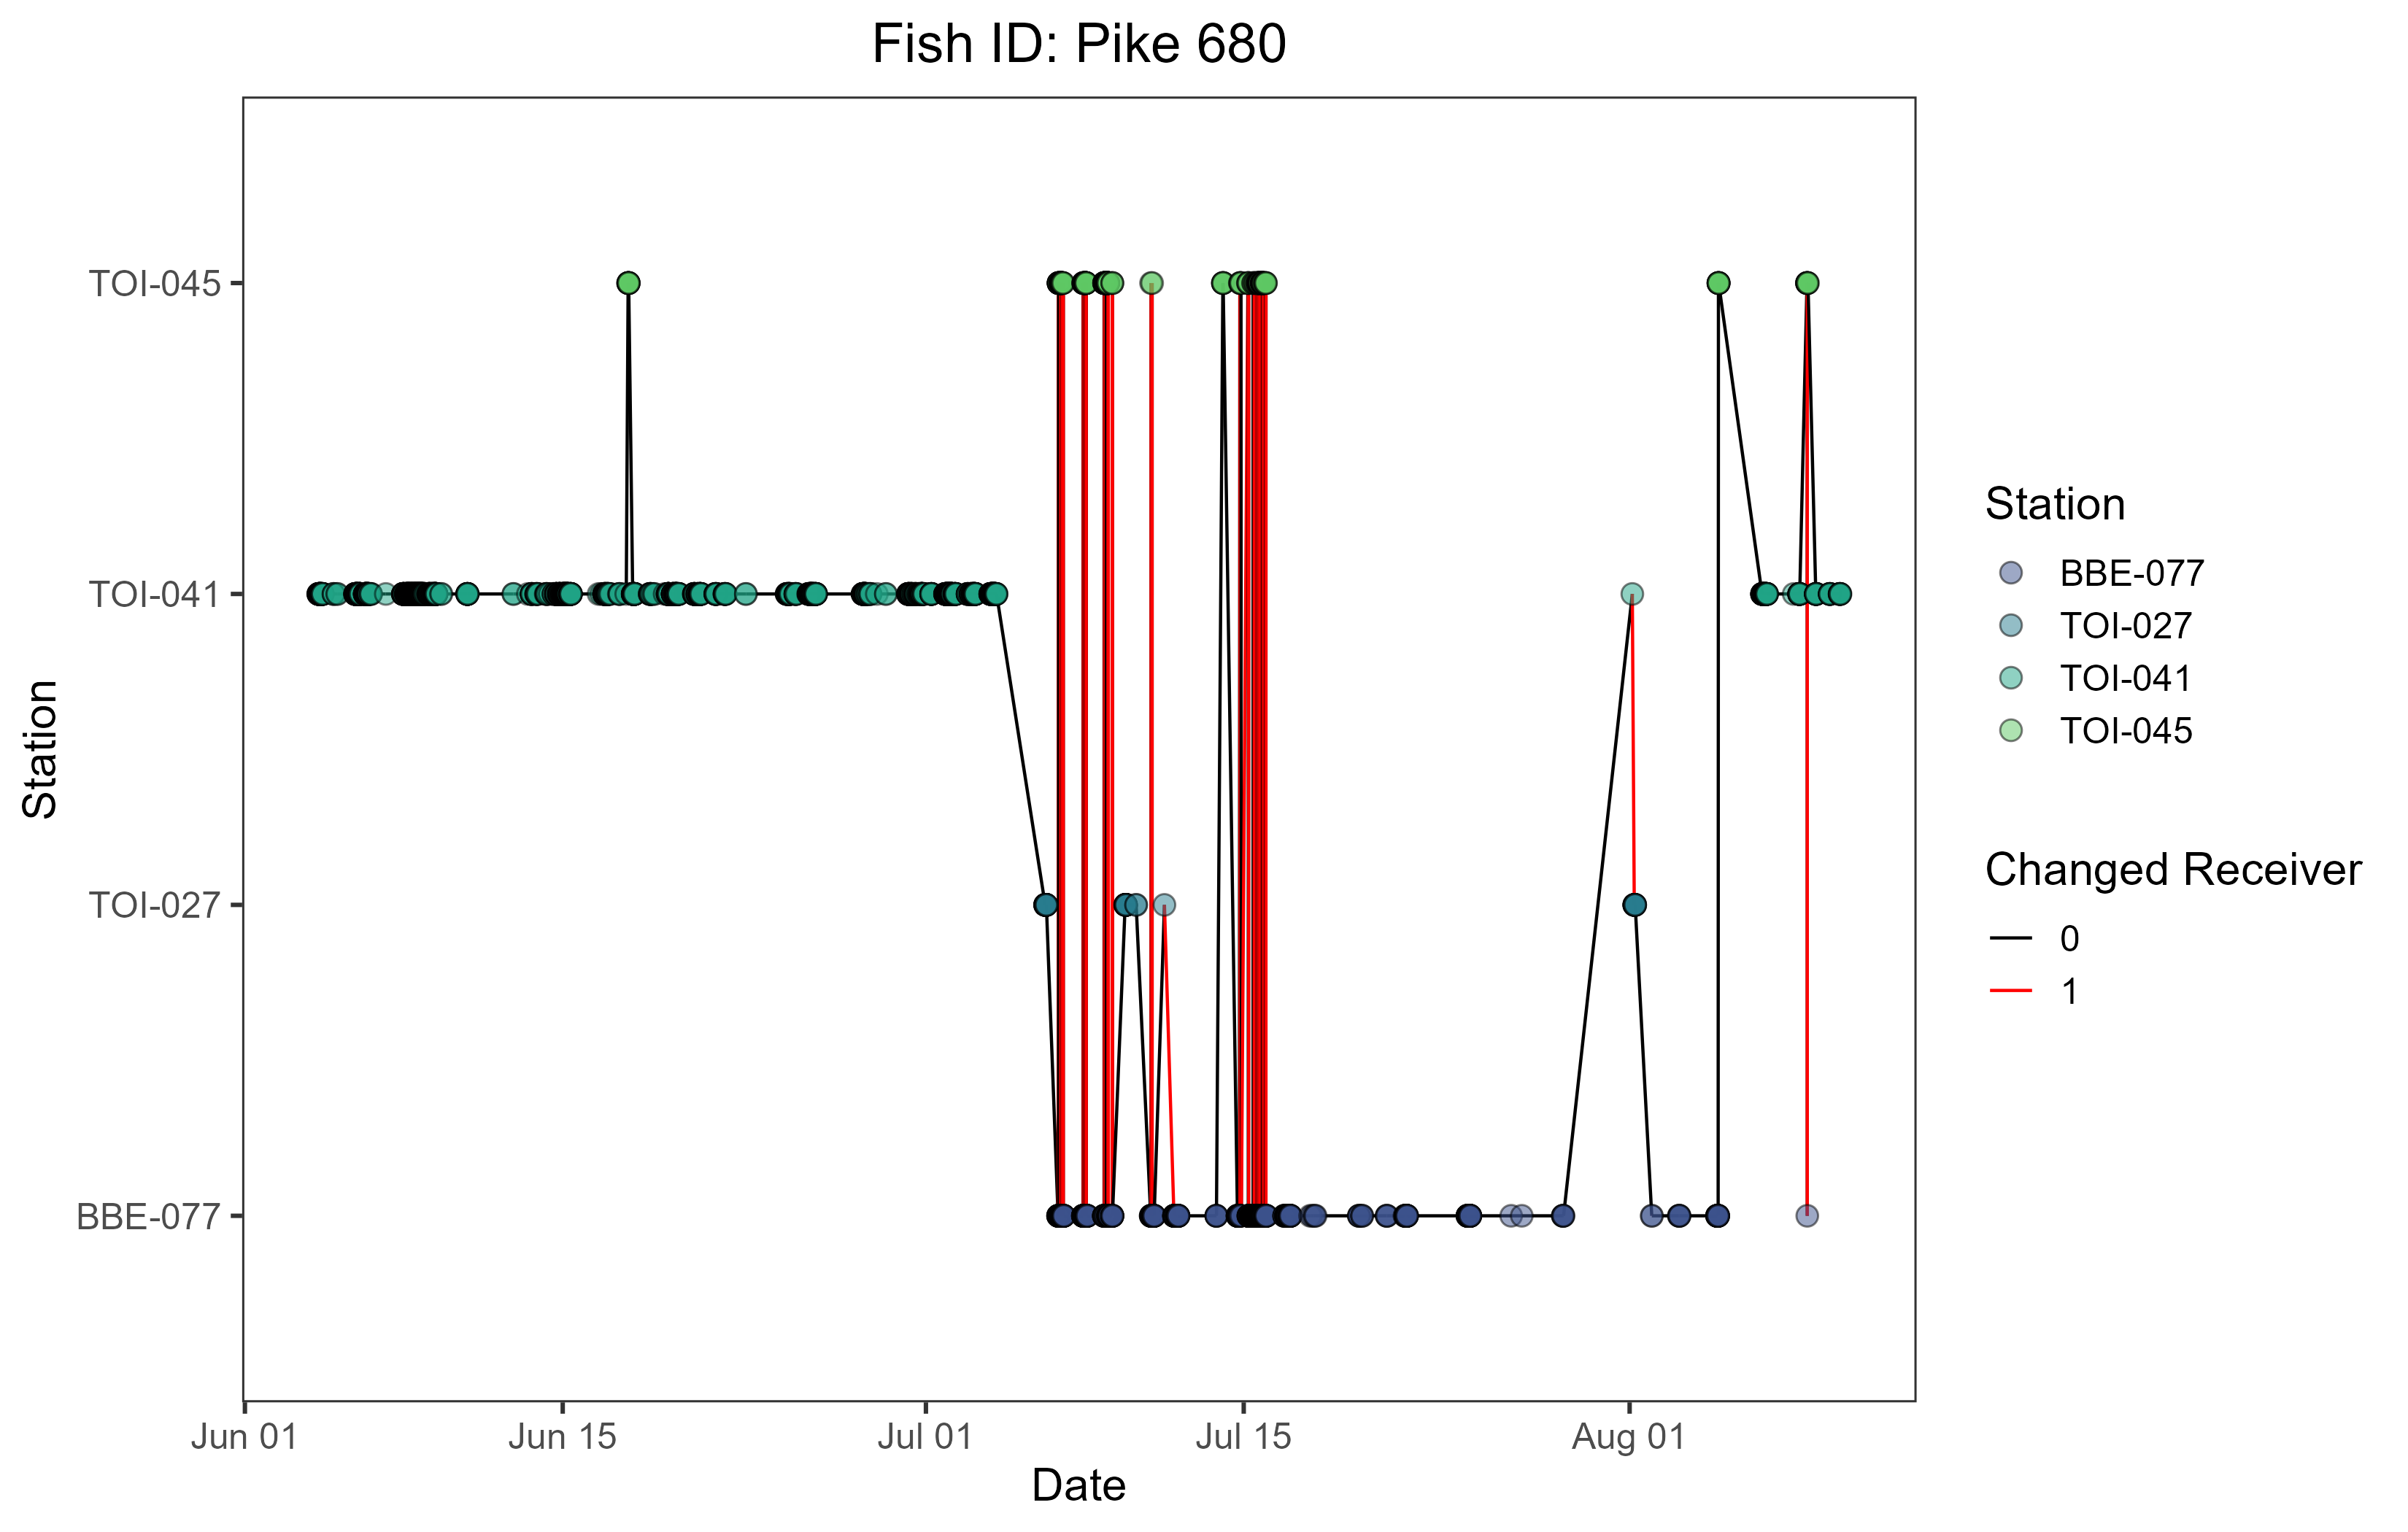 Fish ID: Pike 680
TOI-045
TOI-041
TOI-027
BBE-077
Station
Jun 01
Jun 15
Jul 01
Jul 15
Aug 01
Date
Station
BBE-077
TOI-027
TOI-041
TOI-045
Changed Receiver
0
1